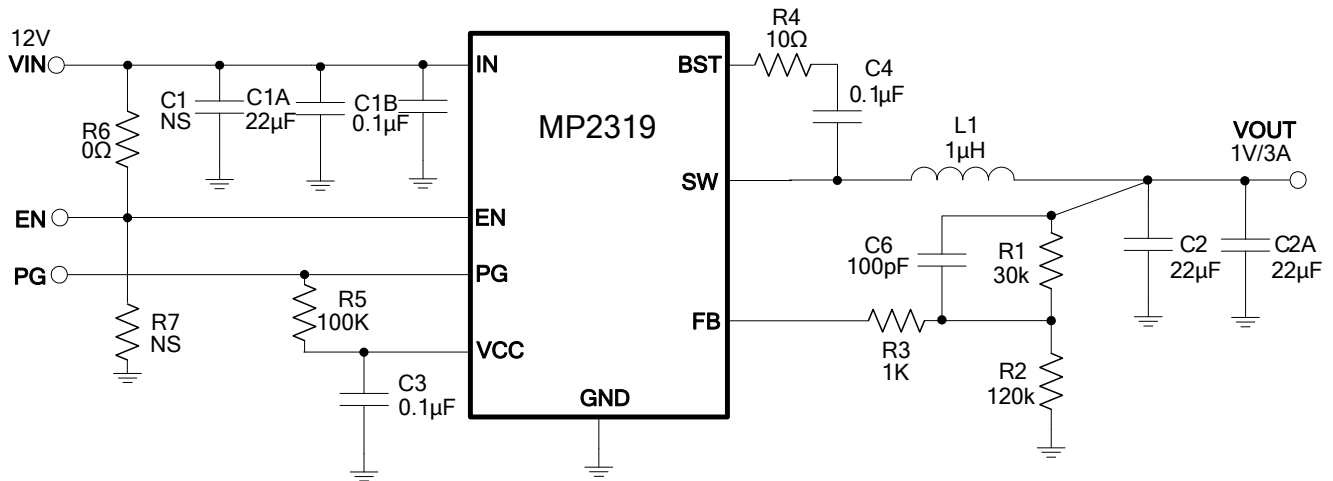 12V
VIN
IN
C1
NS
C1A
22µF
C1B
0.1µF
R6
0Ω
EN
EN
PG
PG
R5
100K
R7
NS
VCC
C3
0.1µF
MP2319
GND
BST
R4
10Ω
C4
0.1µF
SW
L1
1µH
VOUT
1V/3A
C6
100pF
R1
30k
C2
22µF
C2A
22µF
FB
R3
1K
R2
120k